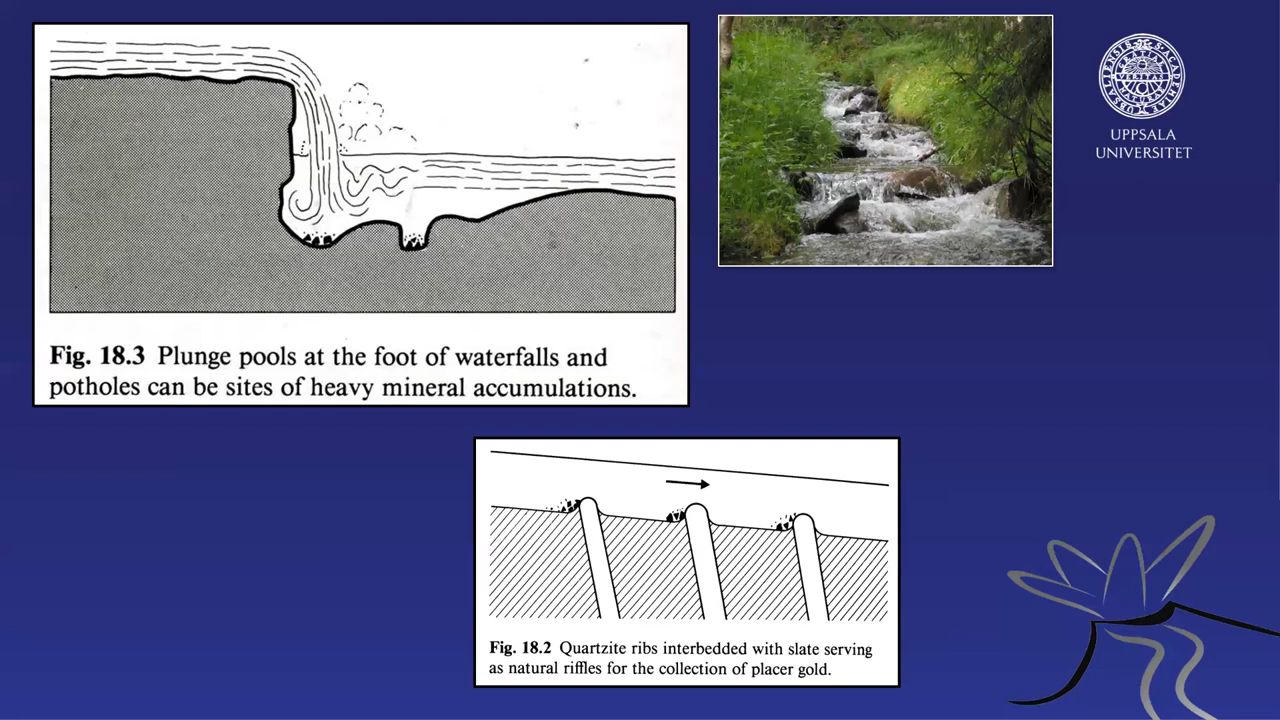 Fig. 18.3 Plunge pools at the foot of waterfalls and
potholes can be sites of heavy mineral accumulations.
UPPSALA
UNIVERSITET
Fig. 18.2 Quartzite ribs interbedded with slate serving
as natural riffles for the collection of placer gold.